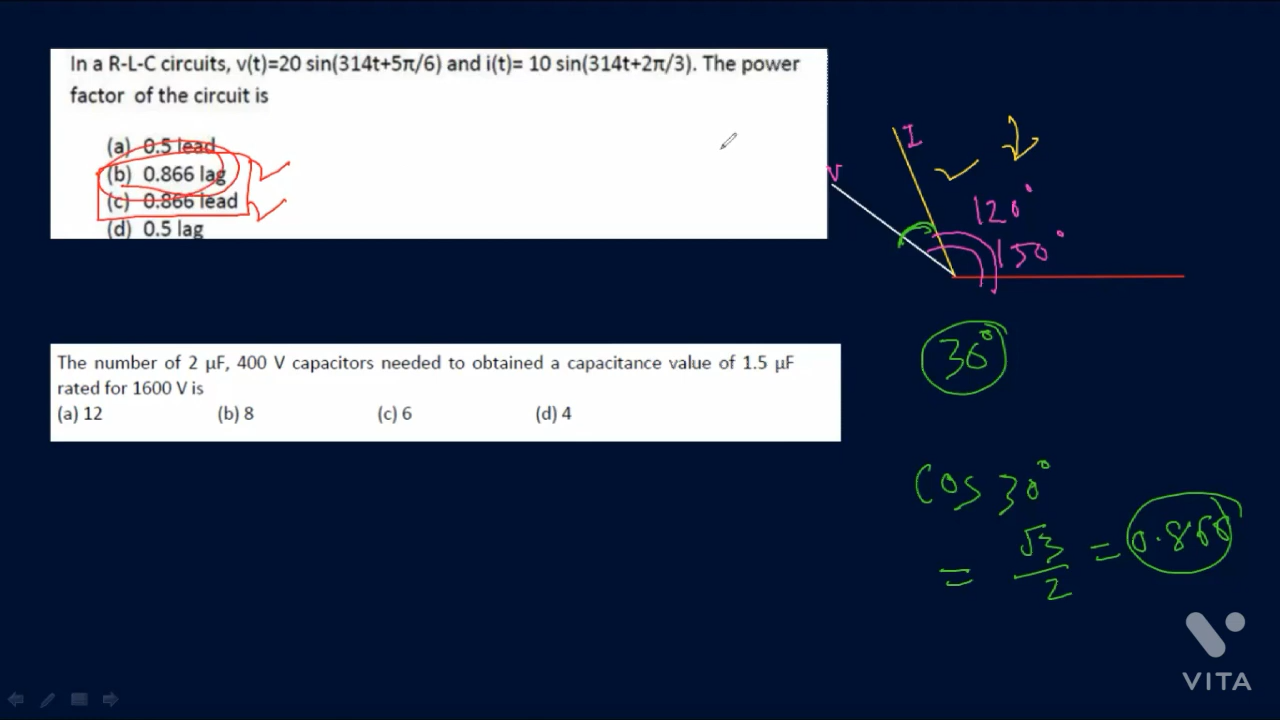 In a R-L-C circuits, v(t)=20 sin(314t+5π/6) and i(t)= 10 sin(314t+2π/3). The power
factor of the circuit is
(a) 0.5 lead
(b) 0.866 lag
(c) 0.866 lead
(d) 0.5 lag
I
V
120°
150°
30°
The number of 2 μF, 400 V capacitors needed to obtained a capacitance value of 1.5 μF
rated for 1600 V is
(a) 12 (b) 8 (c) 6 (d) 4
Cos 30°
= √3/2 = 0.866
VITA